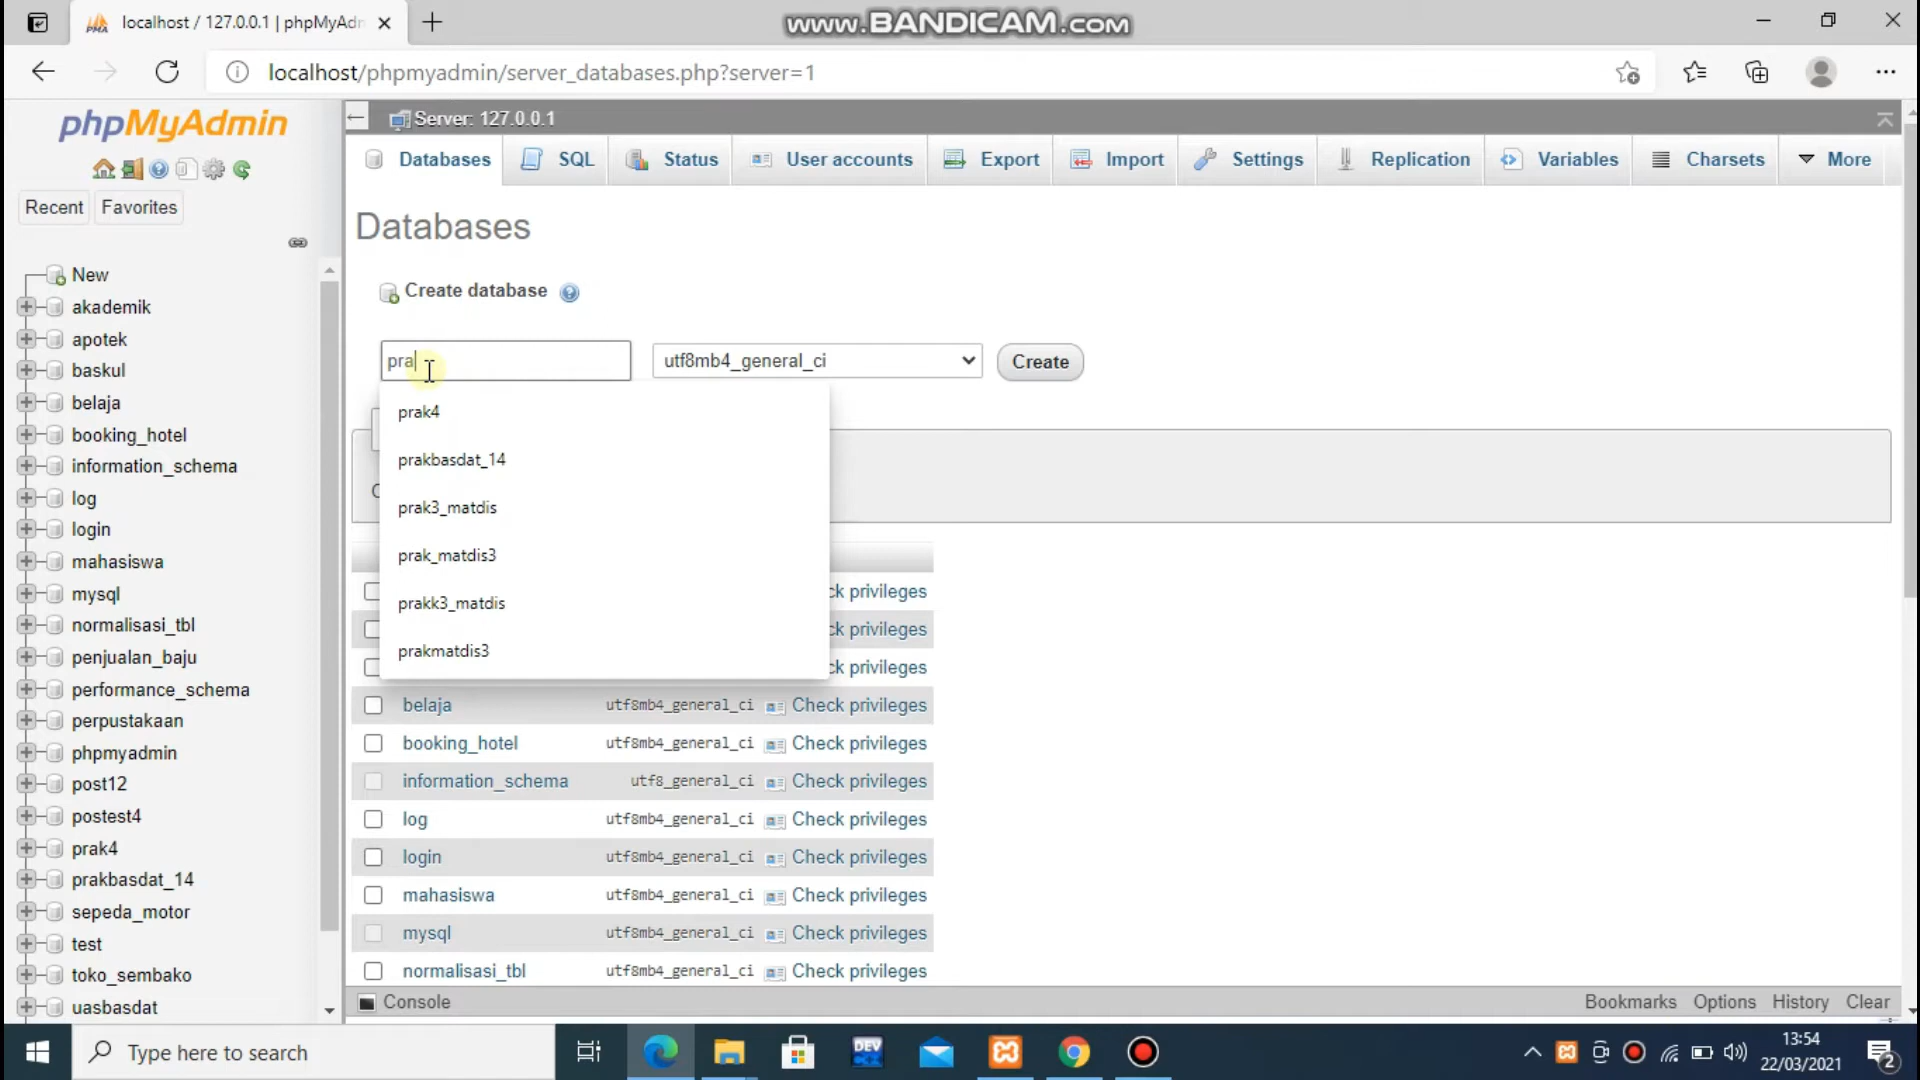 localhost / 127.0.0.1 | phpMyAdn
www.BANDICAM.com
localhost/phpmyadmin/server_databases.php?server=1
phpMyAdmin
Recent
Favorites
New
akademik
apotek
baskul
belaja
booking_hotel
information_schema
log
login
mahasiswa
mysql
normalisasi_tbl
penjualan_baju
performance_schema
perpustakaan
phpmyadmin
post12
postest4
prak4
prakbasdat_14
sepeda_motor
test
toko_sembako
uasbasdat
Server: 127.0.0.1
Databases SQL Status User accounts Export Import Settings Replication Variables Charsets More
Databases
Create database
pra utf8mb4_general_ci Create
prak4
prakbasdat_14
prak3_matdis
prak_matdis3
prakk3_matdis
prakmatdis3
ck privileges
ck privileges
ck privileges
belaja utf8mb4_general_ci Check privileges
booking_hotel utf8mb4_general_ci Check privileges
information_schema utf8_general_ci Check privileges
log utf8mb4_general_ci Check privileges
login utf8mb4_general_ci Check privileges
mahasiswa utf8mb4_general_ci Check privileges
mysql utf8mb4_general_ci Check privileges
normalisasi_tbl utf8mb4_general_ci Check privileges
Console Bookmarks Options History Clear
Type here to search
DEV
13:54
22/03/2021
2